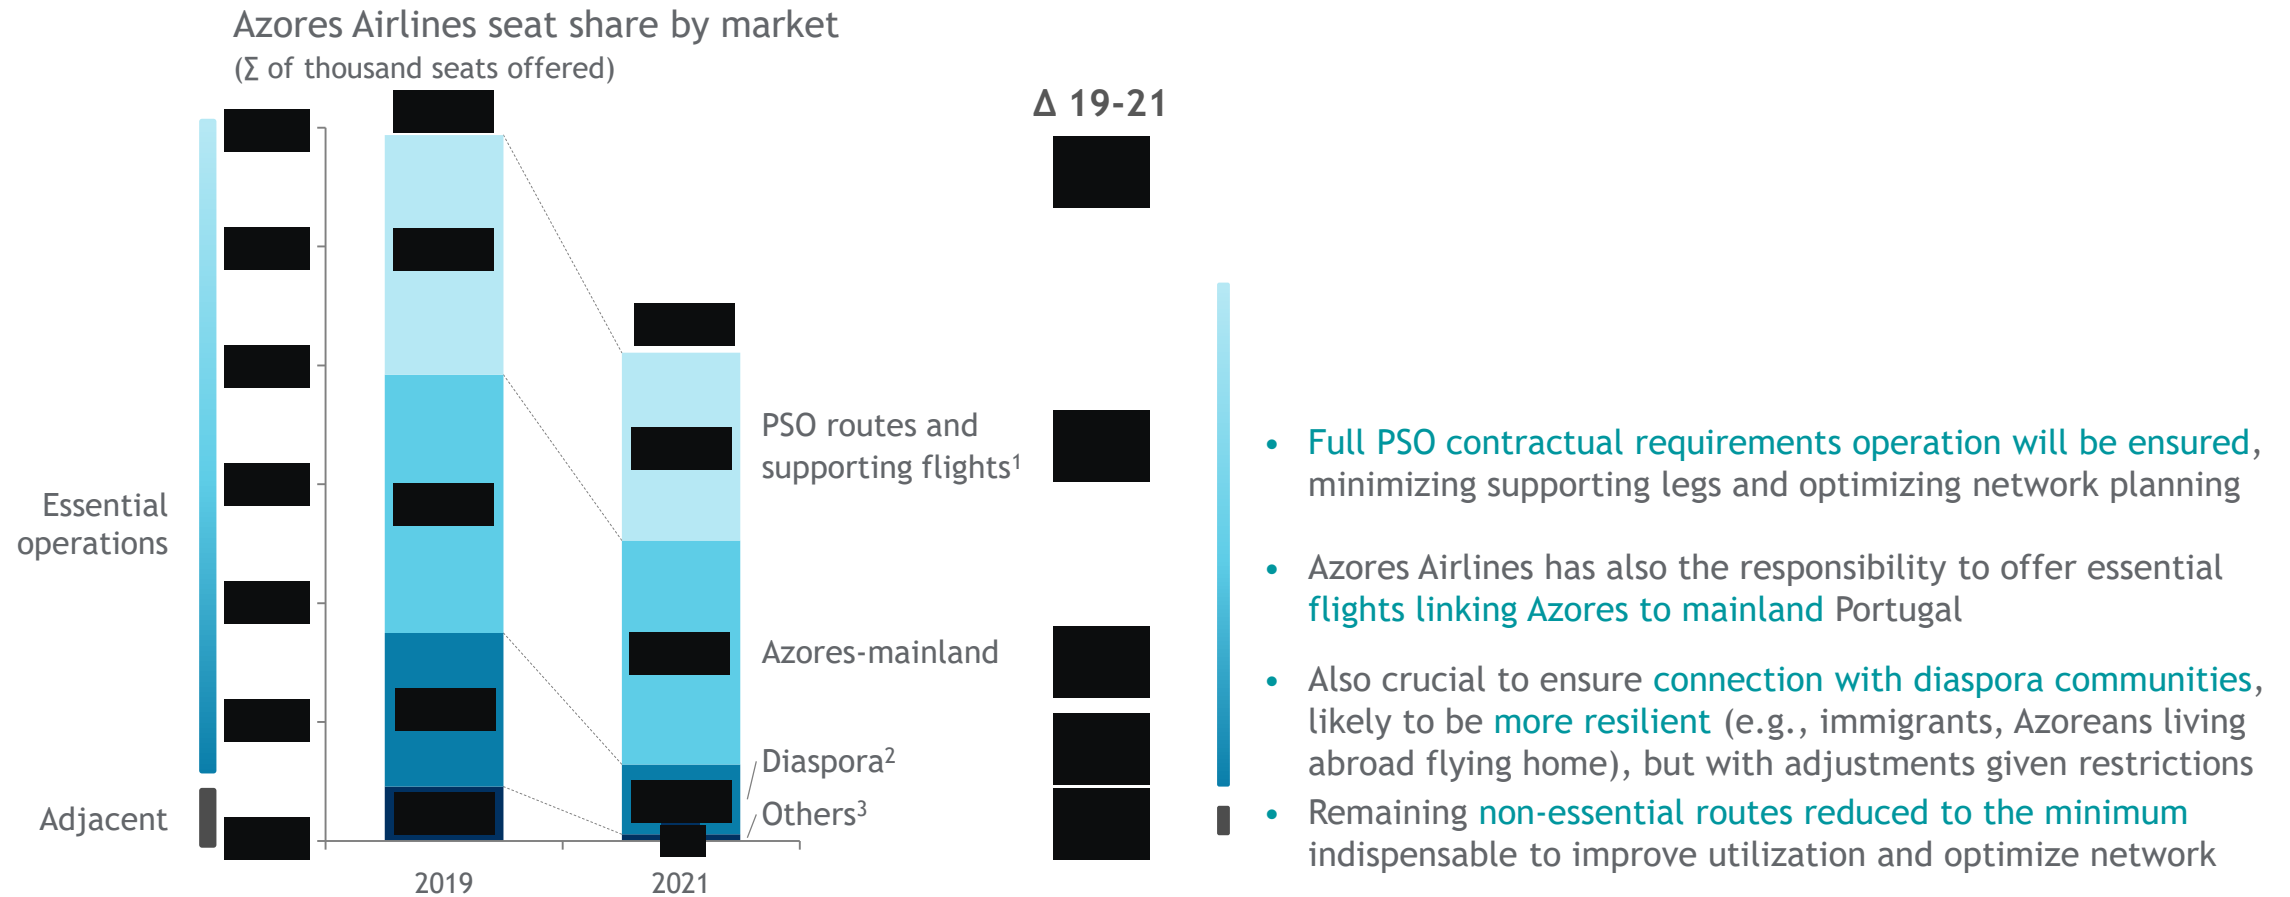 Azores Airlines seat share by market
(∑ of thousand seats offered)
Δ 19-21
Essential
operations
Adjacent
PSO routes and
supporting flights¹
Azores-mainland
Diaspora²
Others³
2019
2021
• Full PSO contractual requirements operation will be ensured,
minimizing supporting legs and optimizing network planning
• Azores Airlines has also the responsibility to offer essential
flights linking Azores to mainland Portugal
• Also crucial to ensure connection with diaspora communities,
likely to be more resilient (e.g., immigrants, Azoreans living
abroad flying home), but with adjustments given restrictions
• Remaining non-essential routes reduced to the minimum
indispensable to improve utilization and optimize network